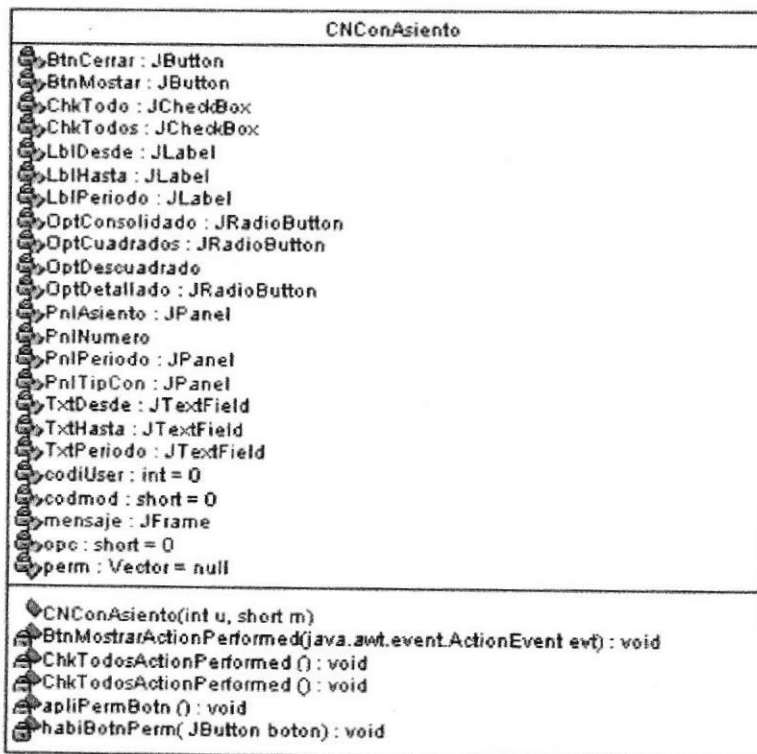 CNConAsiento
BtnCerrar : JButton
BtnMostar : JButton
ChkTodo : JCheckBox
ChkTodos : JCheckBox
LblDesde : JLabel
LblHasta : JLabel
LblPeriodo : JLabel
OptConsolidado : JRadioButton
OptCuadrados : JRadioButton
OptDescuadrado
OptDetallado : JRadioButton
PnlAsiento : JPanel
PnlNumero
PnlPeriodo : JPanel
PnlTipCon : JPanel
TxtDesde : JTextField
TxtHasta : JTextField
TxtPeriodo : JTextField
codiUser : int = 0
codmod : short = 0
mensaje : JFrame
opc : short = 0
perm : Vector = null
CNConAsiento(int u, short m)
BtnMostrarActionPerformed(java.awt.event.ActionEvent evt) : void
ChkTodosActionPerformed () : void
ChkTodosActionPerformed () : void
apliPermBotn () : void
habiBotnPerm( JButton boton) : void